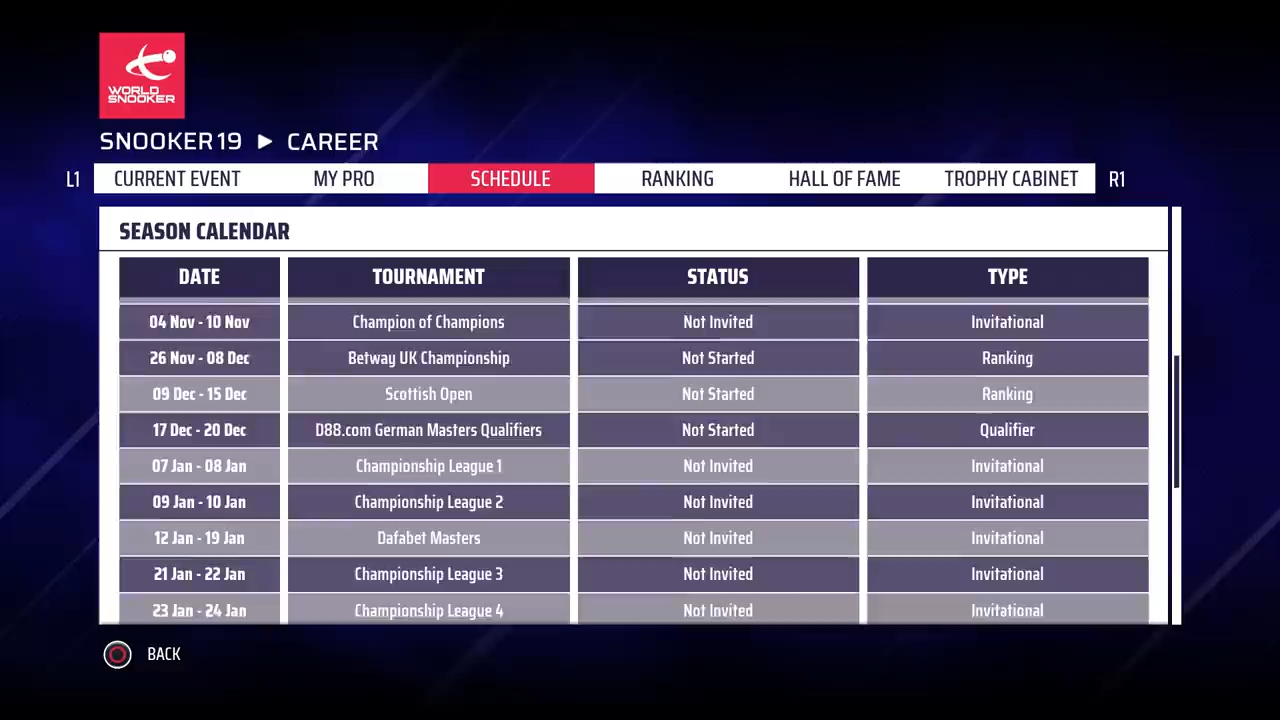 WORLD
SNOOKER
SNOOKER 19 ► CAREER
L1 CURRENT EVENT MY PRO SCHEDULE RANKING HALL OF FAME TROPHY CABINET R1
SEASON CALENDAR
DATE TOURNAMENT STATUS TYPE
04 Nov - 10 Nov Champion of Champions Not Invited Invitational
26 Nov - 08 Dec Betway UK Championship Not Started Ranking
09 Dec - 15 Dec Scottish Open Not Started Ranking
17 Dec - 20 Dec D88.com German Masters Qualifiers Not Started Qualifier
07 Jan - 08 Jan Championship League 1 Not Invited Invitational
09 Jan - 10 Jan Championship League 2 Not Invited Invitational
12 Jan - 19 Jan Dafabet Masters Not Invited Invitational
21 Jan - 22 Jan Championship League 3 Not Invited Invitational
23 Jan - 24 Jan Championship League 4 Not Invited Invitational
BACK